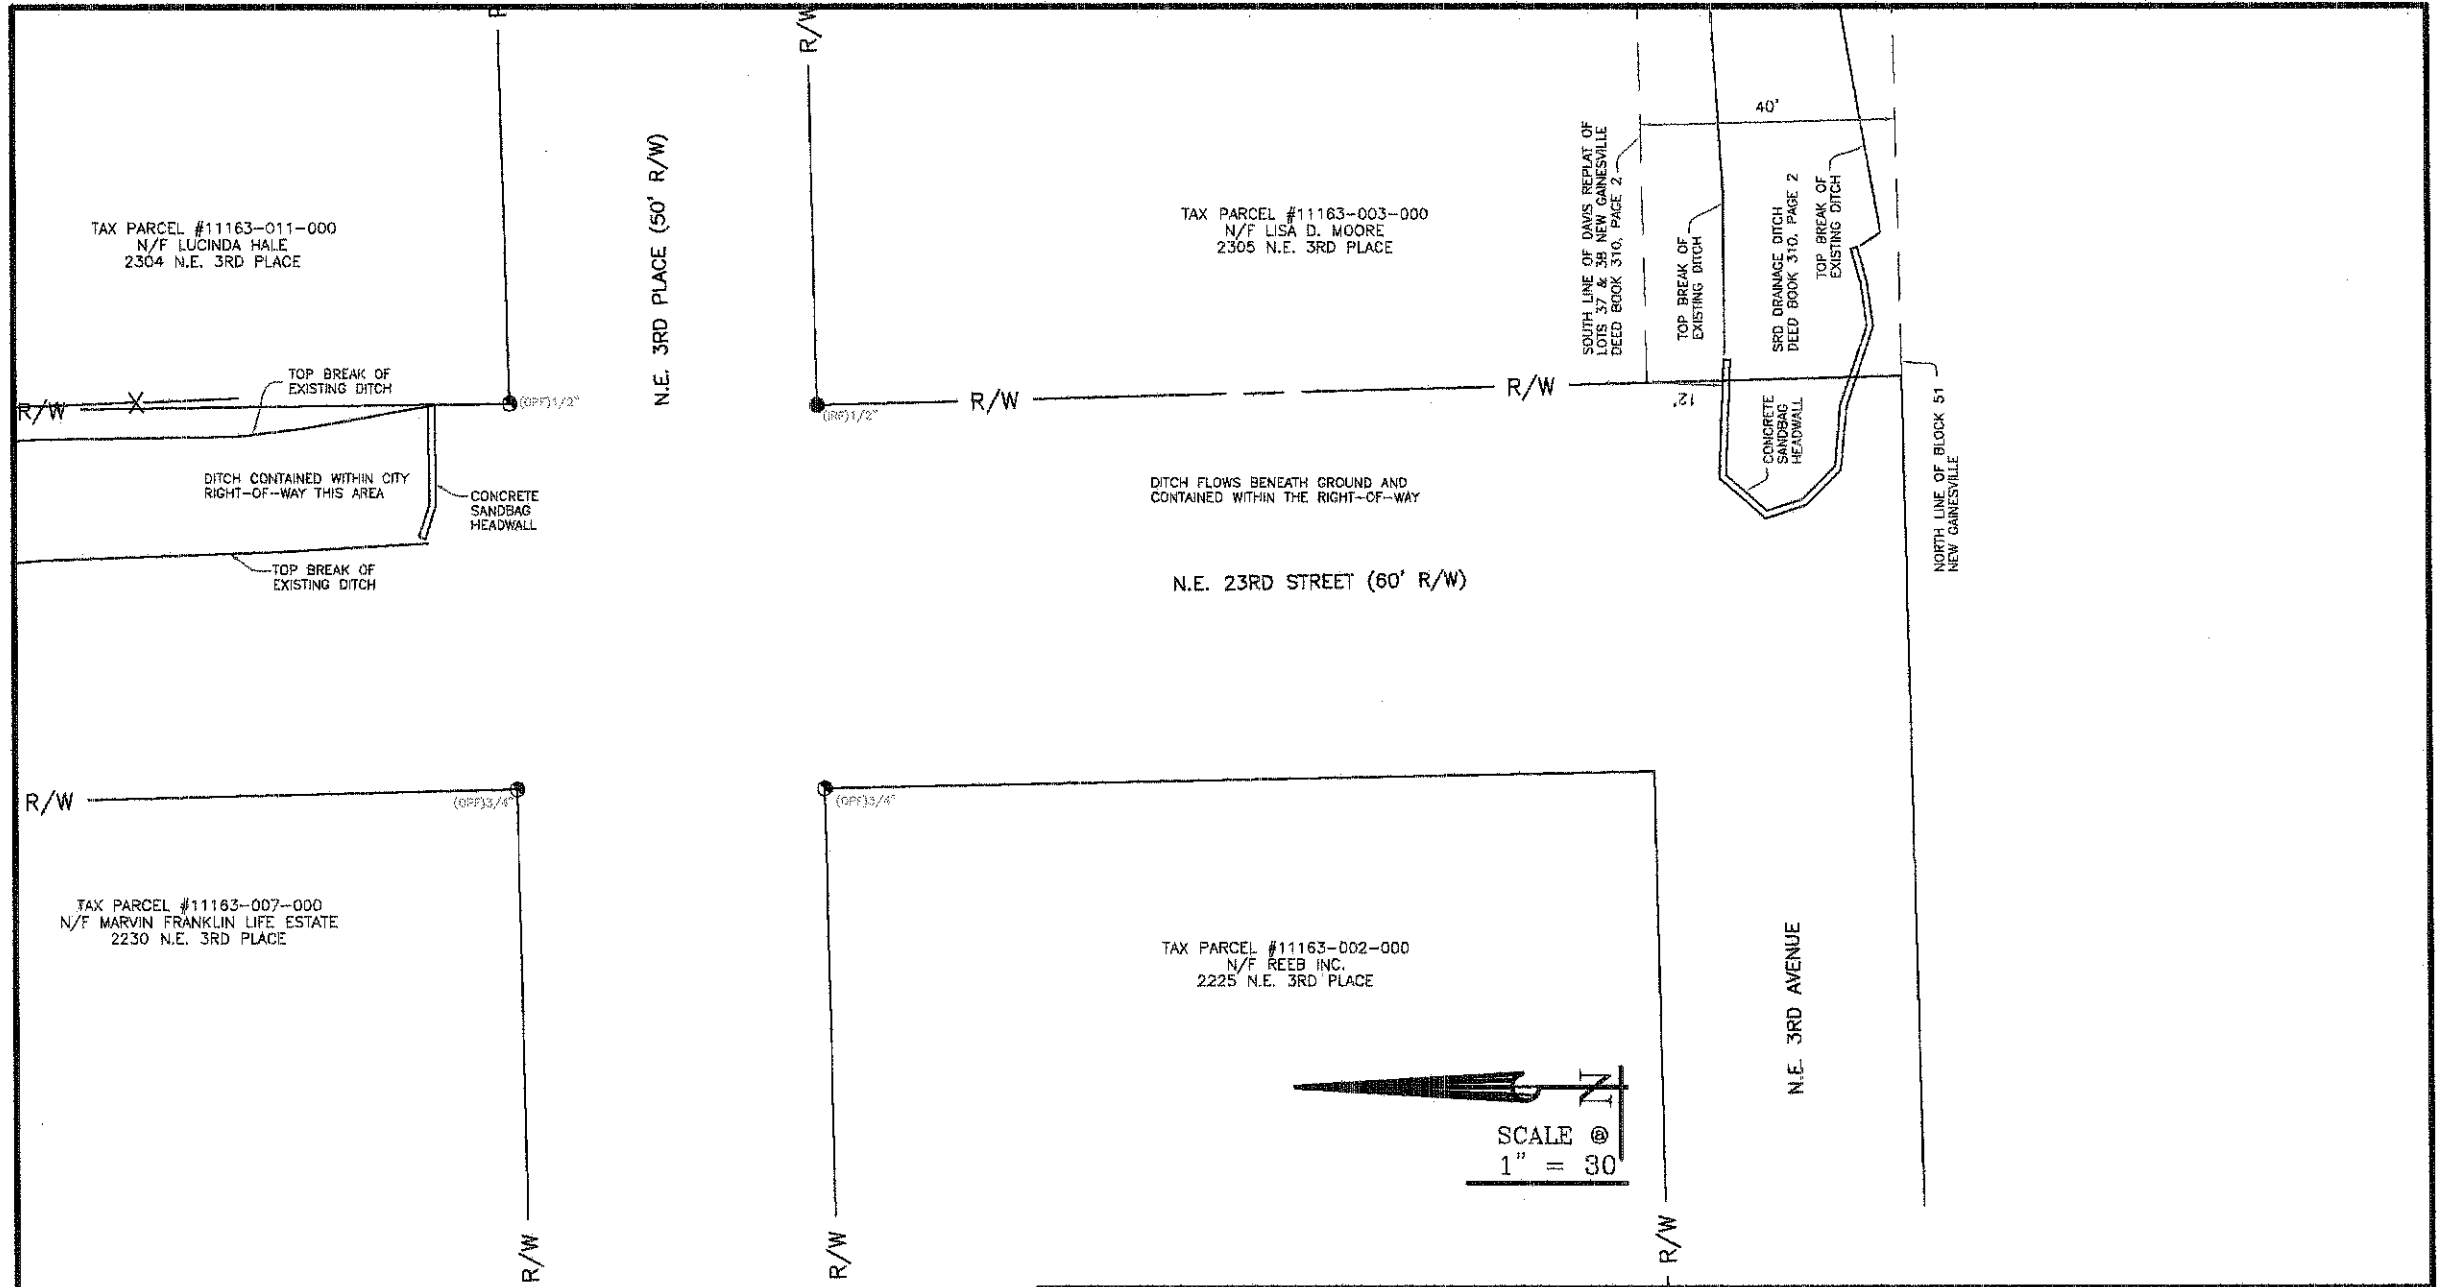 R/W
TAX PARCEL #11163-011-000
N/F LUCINDA HALE
2304 N.E. 3RD PLACE
N.E. 3RD PLACE (50' R/W)
TAX PARCEL #11163-003-000
N/F LISA D. MOORE
2305 N.E. 3RD PLACE
SOUTH LINE OF DAVIS REPLAT OF
LOTS 37 & 38 NEW GAINESVILLE
DEED BOOK 310, PAGE 2
40'
TOP BREAK OF
EXISTING DITCH
SRD DRAINAGE DITCH
DEED BOOK 310, PAGE 2
TOP BREAK OF
EXISTING DITCH
TOP BREAK OF
EXISTING DITCH
R/W
X
(OPF)1/2"
(IRF)1/2"
R/W
R/W
12'
CONCRETE
SANDBAG
HEADWALL
NORTH LINE OF BLOCK 51
NEW GAINESVILLE
DITCH CONTAINED WITHIN CITY
RIGHT-OF-WAY THIS AREA
CONCRETE
SANDBAG
HEADWALL
DITCH FLOWS BENEATH GROUND AND
CONTAINED WITHIN THE RIGHT-OF-WAY
TOP BREAK OF
EXISTING DITCH
N.E. 23RD STREET (60' R/W)
R/W
(OPF)3/4"
(OPF)3/4"
TAX PARCEL #11163-007-000
N/F MARVIN FRANKLIN LIFE ESTATE
2230 N.E. 3RD PLACE
TAX PARCEL #11163-002-000
N/F REEB INC.
2225 N.E. 3RD PLACE
N.E. 3RD AVENUE
N
SCALE @
1" = 30
R/W
R/W
R/W